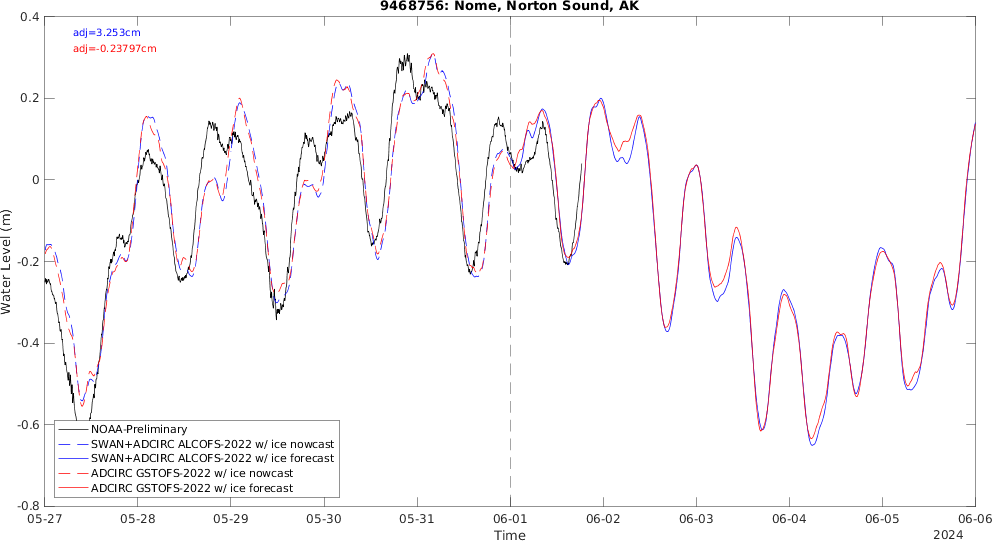 9468756: Nome, Norton Sound, AK
adj=3.253cm
adj=-0.23797cm
Water Level (m)
0.4
0.2
0
-0.2
-0.4
-0.6
-0.8
NOAA-Preliminary
SWAN+ADCIRC ALCOFS-2022 w/ ice nowcast
SWAN+ADCIRC ALCOFS-2022 w/ ice forecast
ADCIRC GSTOFS-2022 w/ ice nowcast
ADCIRC GSTOFS-2022 w/ ice forecast
05-27 05-28 05-29 05-30 05-31 06-01 06-02 06-03 06-04 06-05 06-06
Time
2024